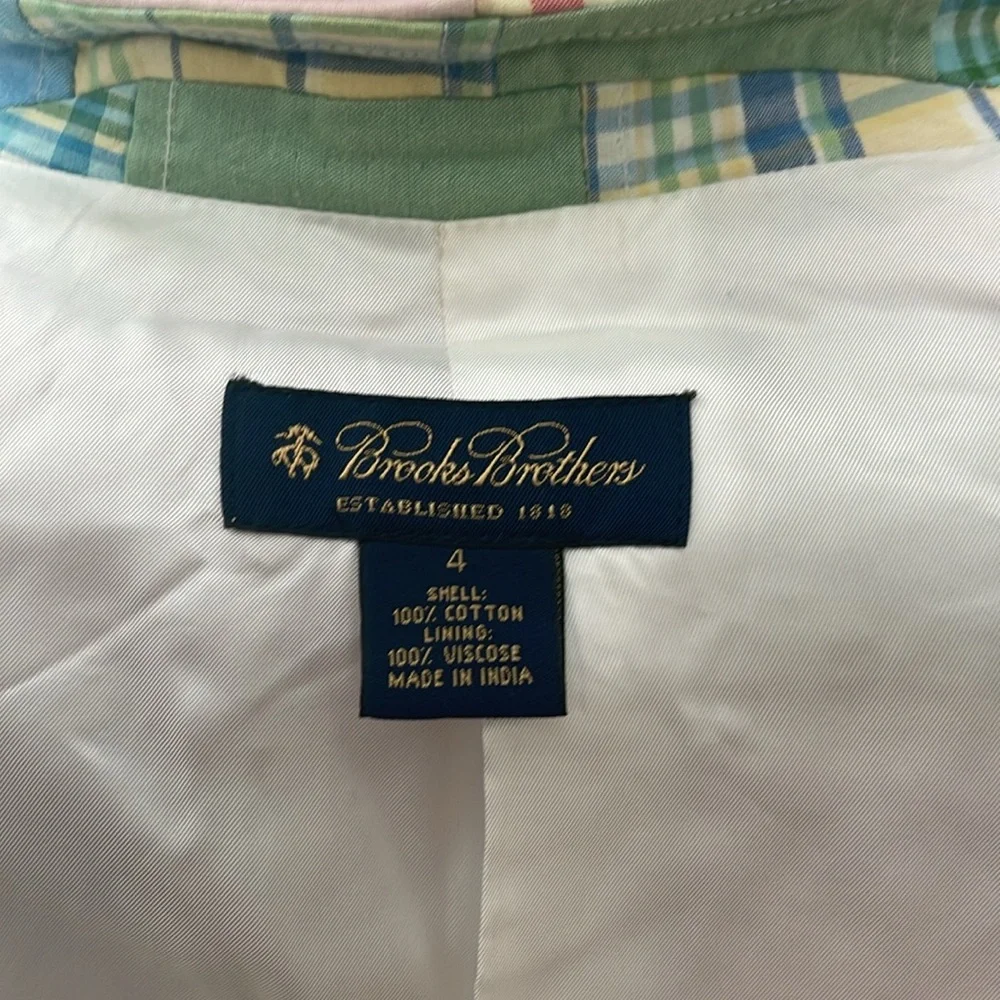 Brooks Brothers
ESTABLISHED 1818
4
SHELL:
100% COTTON
LINING:
100% VISCOSE
MADE IN INDIA